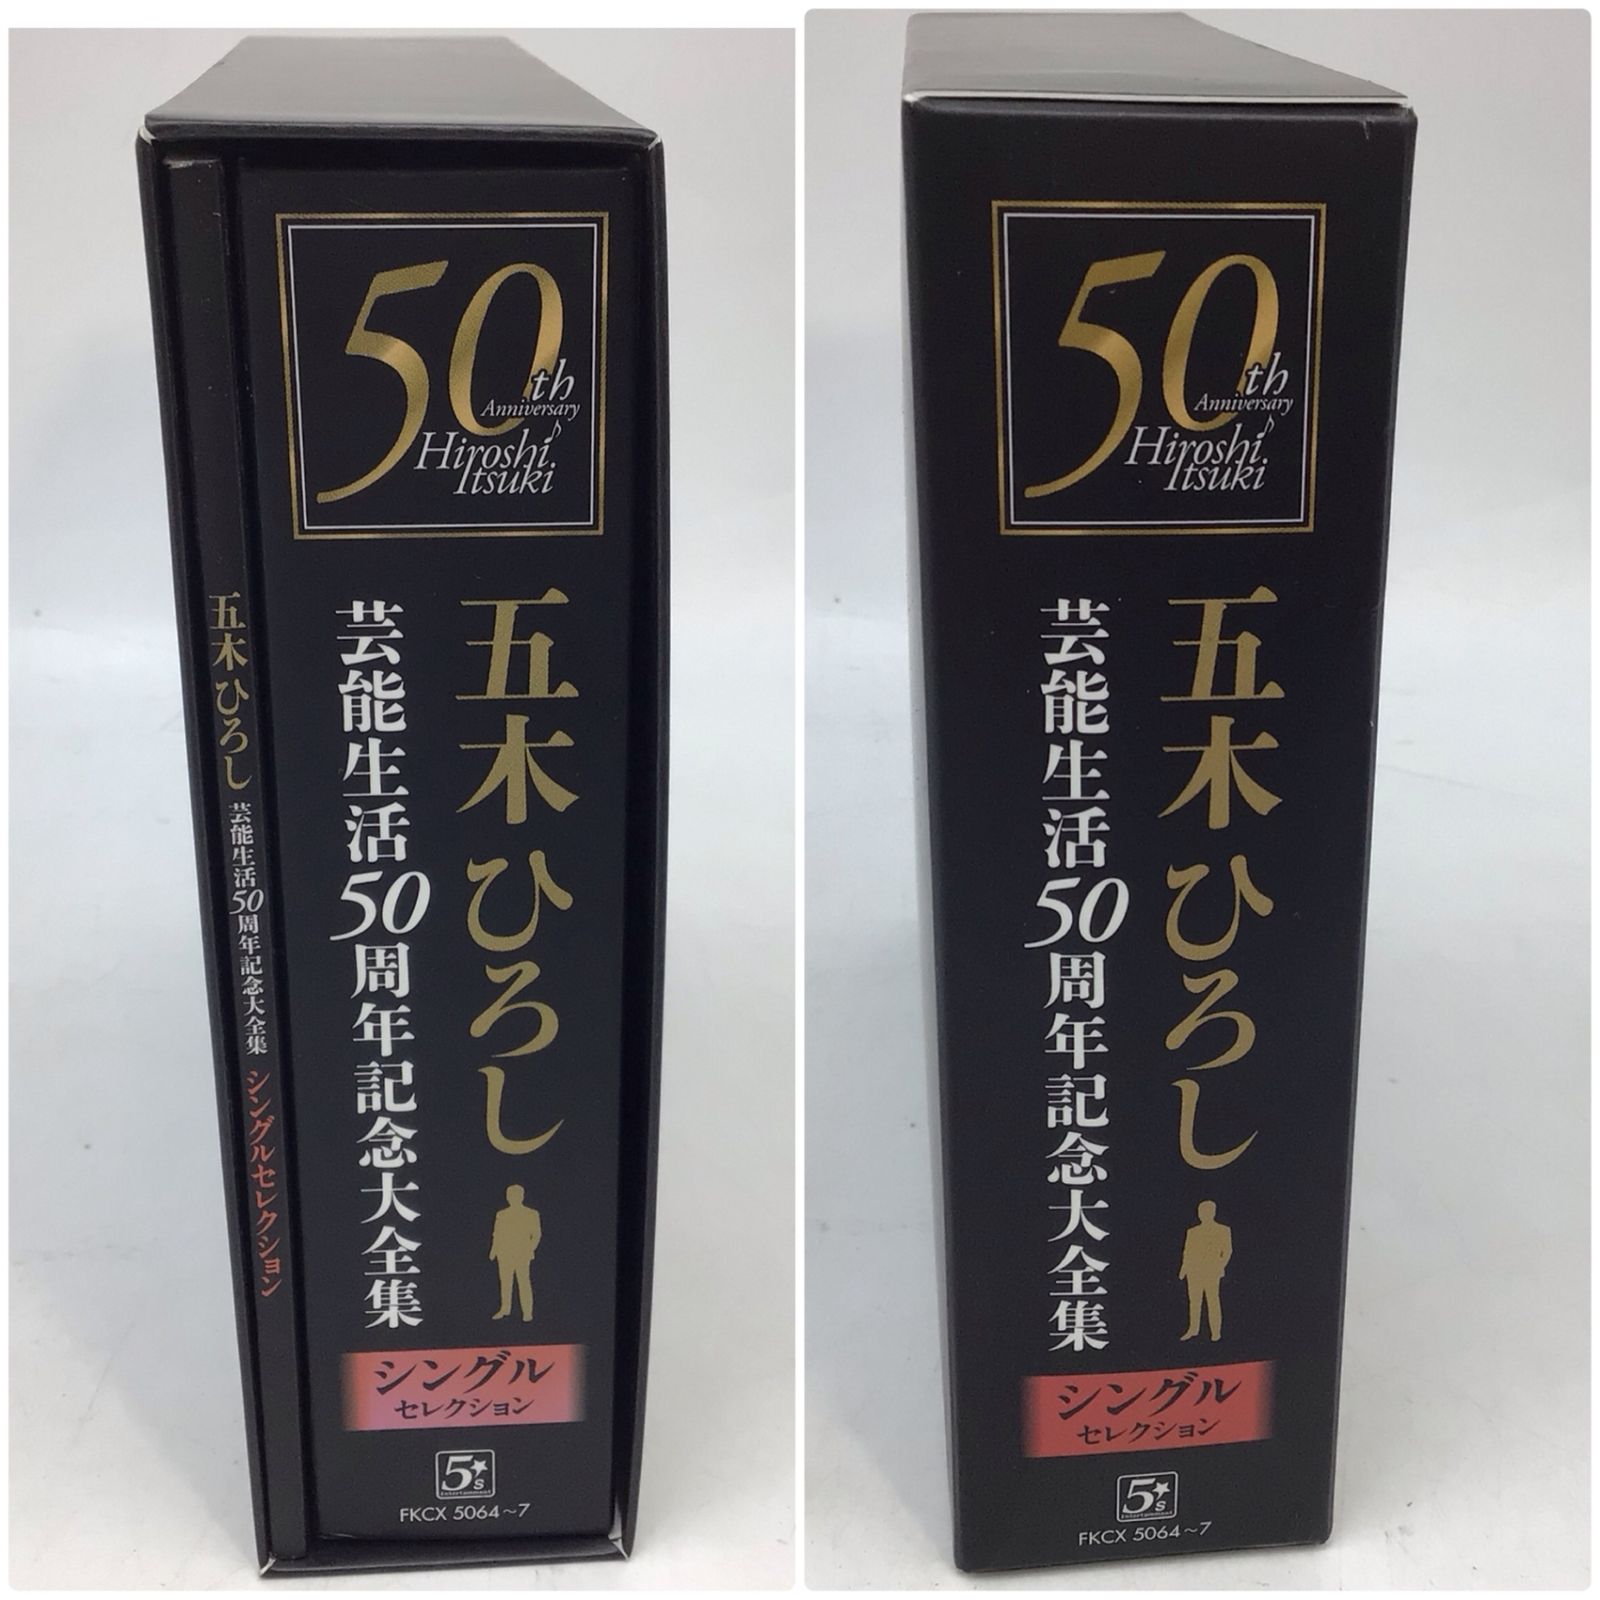 五木ひろし 芸能生活50周年記念大全集 シングルセレクション
50th
Anniversary
Hiroshi
Itsuki
五木ひろし
芸能生活50周年記念大全集
シングル
セレクション
5's
Entertainment
FKCX 5064~7
50th
Anniversary
Hiroshi
Itsuki
五木ひろし
芸能生活50周年記念大全集
シングル
セレクション
5's
Entertainment
FKCX 5064~7